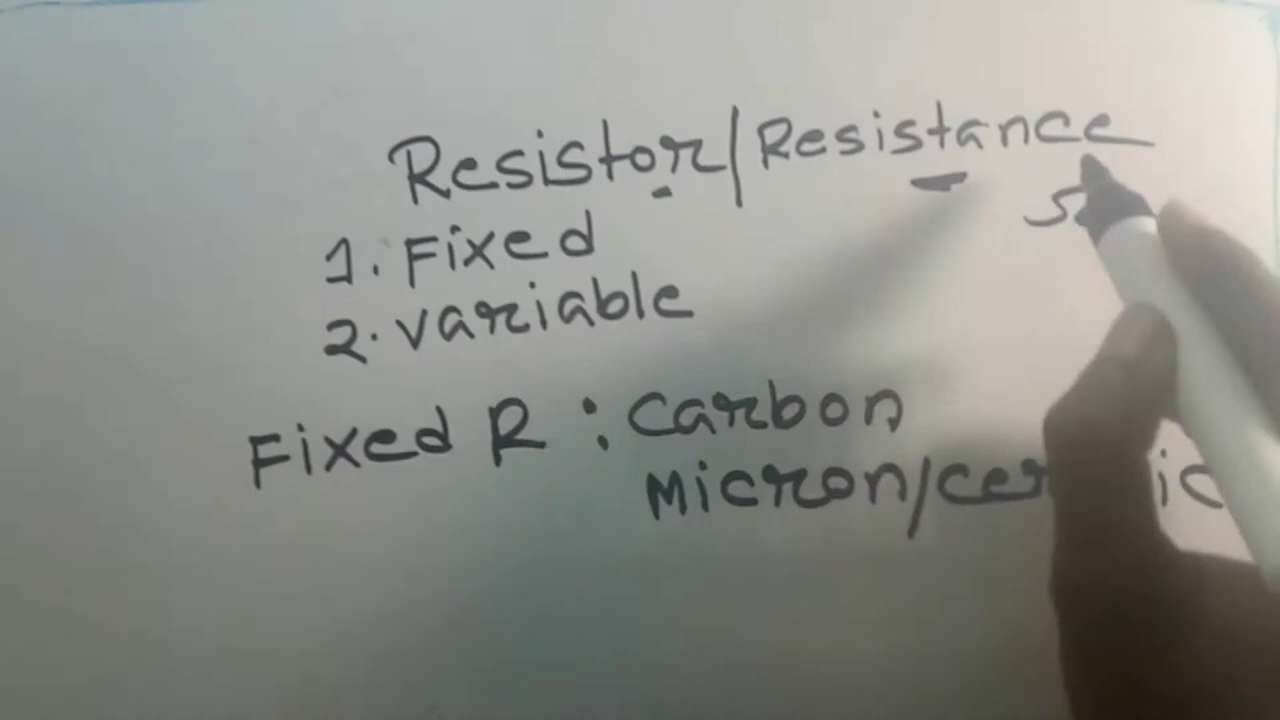 Resistor/Resistance
1. Fixed
2. variable
Fixed R : Carbon
Micron/